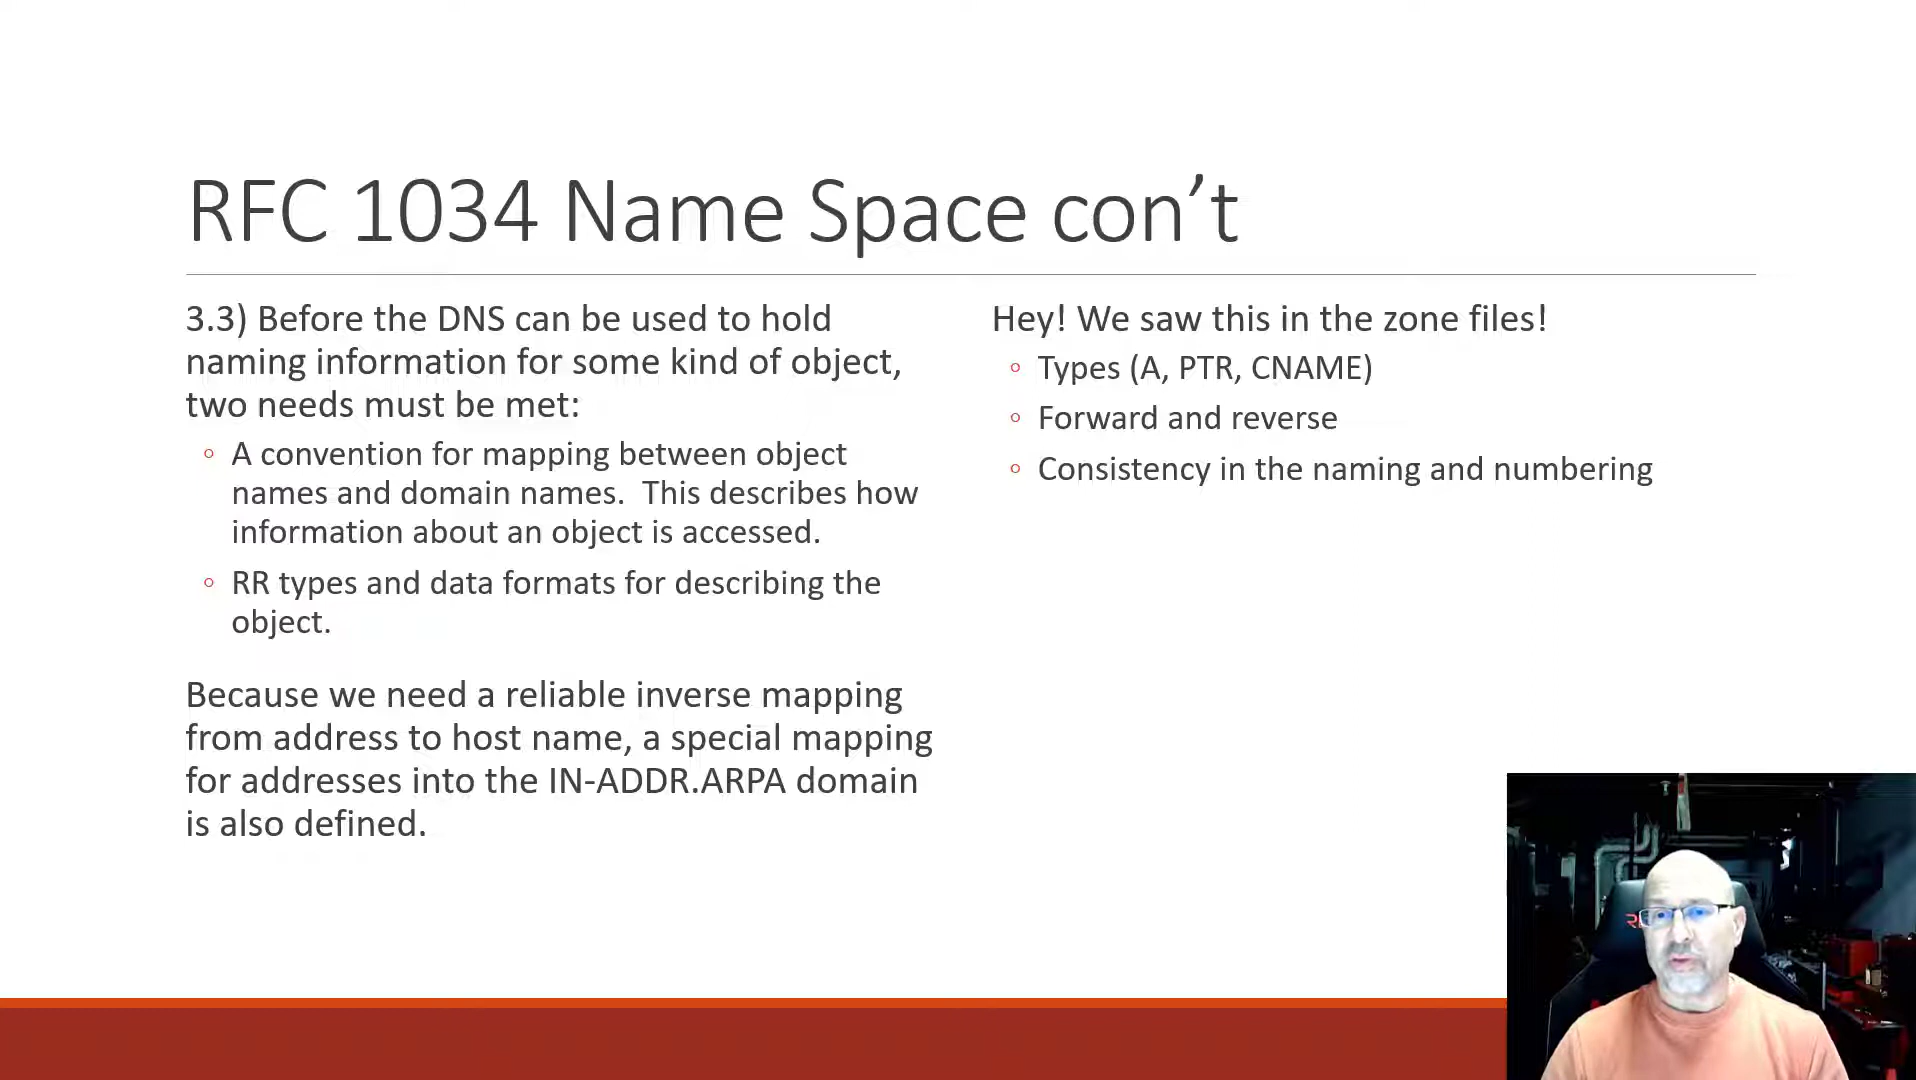 RFC 1034 Name Space con’t
3.3) Before the DNS can be used to hold
naming information for some kind of object,
two needs must be met:
◦ A convention for mapping between object
names and domain names.  This describes how
information about an object is accessed.
◦ RR types and data formats for describing the
object.
Because we need a reliable inverse mapping
from address to host name, a special mapping
for addresses into the IN-ADDR.ARPA domain
is also defined.
Hey! We saw this in the zone files!
◦ Types (A, PTR, CNAME)
◦ Forward and reverse
◦ Consistency in the naming and numbering